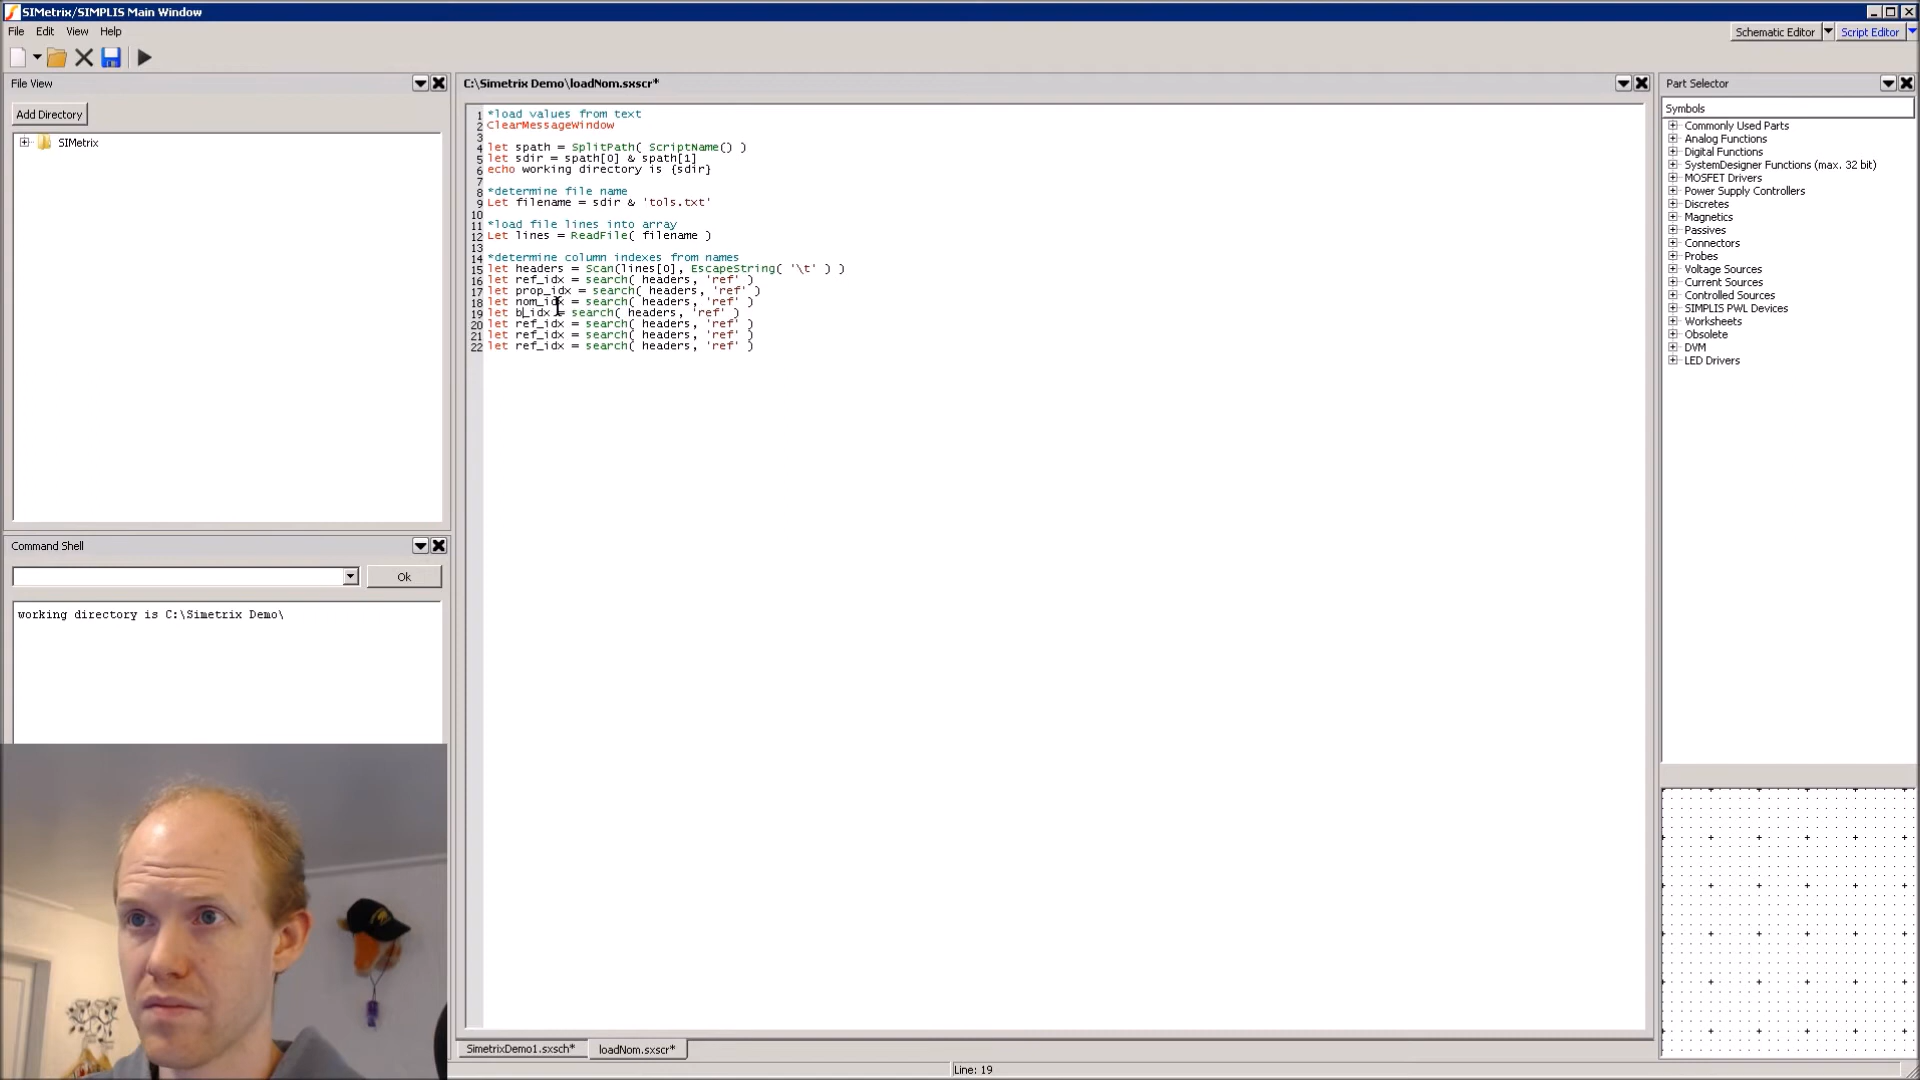 SIMetrix/SIMPLIS Main Window
File Edit View Help
Schematic Editor Script Editor
File View
Add Directory
SIMetrix
Command Shell
Ok
working directory is C:\Simetrix Demo\
C:\Simetrix Demo\loadNom.sxscr*
1 *load values from text
2 ClearMessageWindow
3
4 let spath = SplitPath( ScriptName() )
5 let sdir = spath[0] & spath[1]
6 echo working directory is {sdir}
7
8 *determine file name
9 Let filename = sdir & 'tols.txt'
10
11 *load file lines into array
12 Let lines = ReadFile( filename )
13
14 *determine column indexes from names
15 let headers = Scan(lines[0], EscapeString( '\t' ) )
16 let ref_idx = search( headers, 'ref' )
17 let prop_idx = search( headers, 'ref' )
18 let nom_idx = search( headers, 'ref' )
19 let b_idx = search( headers, 'ref' )
20 let ref_idx = search( headers, 'ref' )
21 let ref_idx = search( headers, 'ref' )
22 let ref_idx = search( headers, 'ref' )
SimetrixDemo1.sxsch* loadNom.sxscr*
Line: 19
Part Selector
Symbols
Commonly Used Parts
Analog Functions
Digital Functions
SystemDesigner Functions (max. 32 bit)
MOSFET Drivers
Power Supply Controllers
Discretes
Magnetics
Passives
Connectors
Probes
Voltage Sources
Current Sources
Controlled Sources
SIMPLIS PWL Devices
Worksheets
Obsolete
DVM
LED Drivers